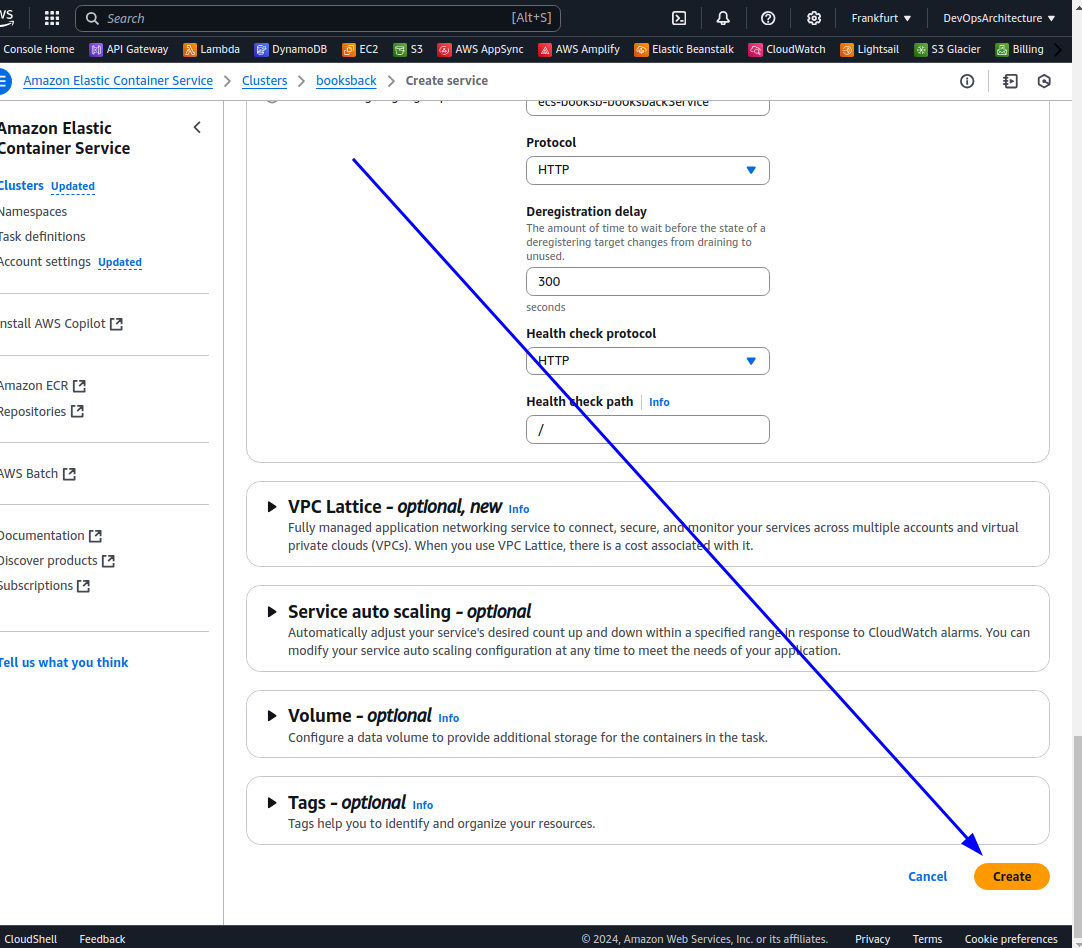 Search [Alt+S] Frankfurt DevOpsArchitecture
Console Home API Gateway Lambda DynamoDB EC2 S3 AWS AppSync AWS Amplify Elastic Beanstalk CloudWatch Lightsail S3 Glacier Billing
Amazon Elastic Container Service Clusters booksback Create service
Amazon Elastic
Container Service
Clusters Updated
Namespaces
Task definitions
Account settings Updated
Install AWS Copilot
Amazon ECR
Repositories
AWS Batch
Documentation
Discover products
Subscriptions
Tell us what you think
ecs-booksb-booksbackService
Protocol
HTTP
Deregistration delay
The amount of time to wait before the state of a
deregistering target changes from draining to
unused.
300
seconds
Health check protocol
HTTP
Health check path Info
/
VPC Lattice - optional, new Info
Fully managed application networking service to connect, secure, and monitor your services across multiple accounts and virtual
private clouds (VPCs). When you use VPC Lattice, there is a cost associated with it.
Service auto scaling - optional
Automatically adjust your service's desired count up and down within a specified range in response to CloudWatch alarms. You can
modify your service auto scaling configuration at any time to meet the needs of your application.
Volume - optional Info
Configure a data volume to provide additional storage for the containers in the task.
Tags - optional Info
Tags help you to identify and organize your resources.
Cancel Create
CloudShell Feedback © 2024, Amazon Web Services, Inc. or its affiliates. Privacy Terms Cookie preferences